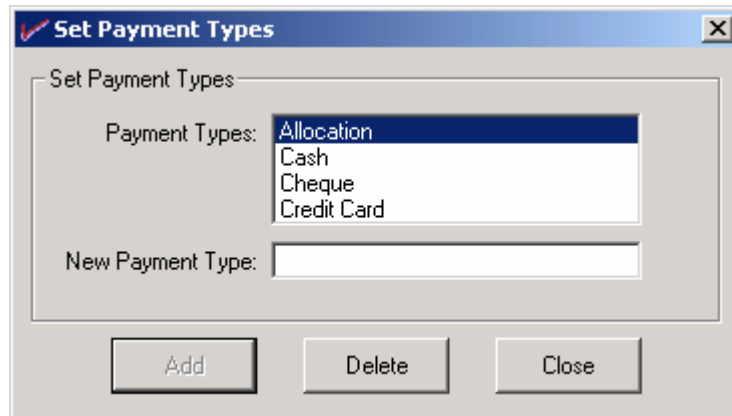 Set Payment Types
Set Payment Types
Payment Types:
Allocation
Cash
Cheque
Credit Card
New Payment Type:
Add
Delete
Close